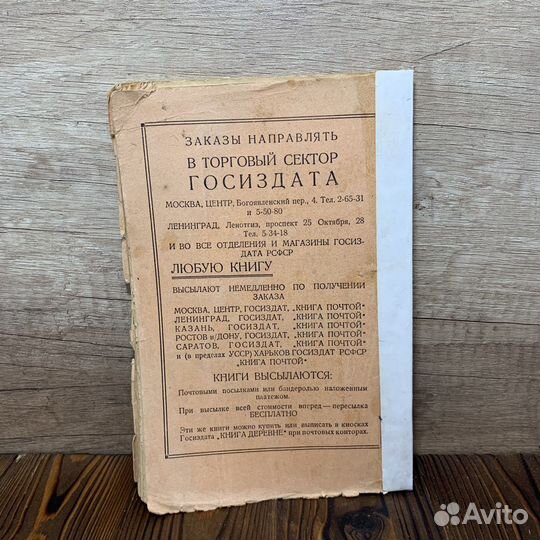 ЗАКАЗЫ НАПРАВЛЯТЬ
В ТОРГОВЫЙ СЕКТОР
ГОСИЗДАТА
МОСКВА, ЦЕНТР, Богоявленский пер., 4. Тел. 2-65-31
и 5-50-80
ЛЕНИНГРАД, Ленотгиз, проспект 25 Октября, 28
Тел. 5-34-18
И ВО ВСЕ ОТДЕЛЕНИЯ И МАГАЗИНЫ ГОСИЗ-
ДАТА РСФСР
ЛЮБУЮ КНИГУ
ВЫСЫЛАЮТ НЕМЕДЛЕННО ПО ПОЛУЧЕНИИ
ЗАКАЗА
МОСКВА, ЦЕНТР, ГОСИЗДАТ, „КНИГА ПОЧТОЙ“
ЛЕНИНГРАД, ГОСИЗДАТ, „КНИГА ПОЧТОЙ“
КАЗАНЬ, ГОСИЗДАТ, „КНИГА ПОЧТОЙ“
РОСТОВ н/ДОНУ, ГОСИЗДАТ, „КНИГА ПОЧТОЙ“
САРАТОВ, ГОСИЗДАТ, „КНИГА ПОЧТОЙ“
и (в пределах УССР) ХАРЬКОВ ГОСИЗДАТ РСФСР
„КНИГА ПОЧТОЙ“
КНИГИ ВЫСЫЛАЮТСЯ:
Почтовыми посылками или бандеролью наложенным
платежом.
При высылке всей стоимости вперед — пересылка
БЕСПЛАТНО
Эти же книги можно купить или выписать в киосках
Госиздата „КНИГА ДЕРЕВНЕ“ при почтовых конторах.
Avito